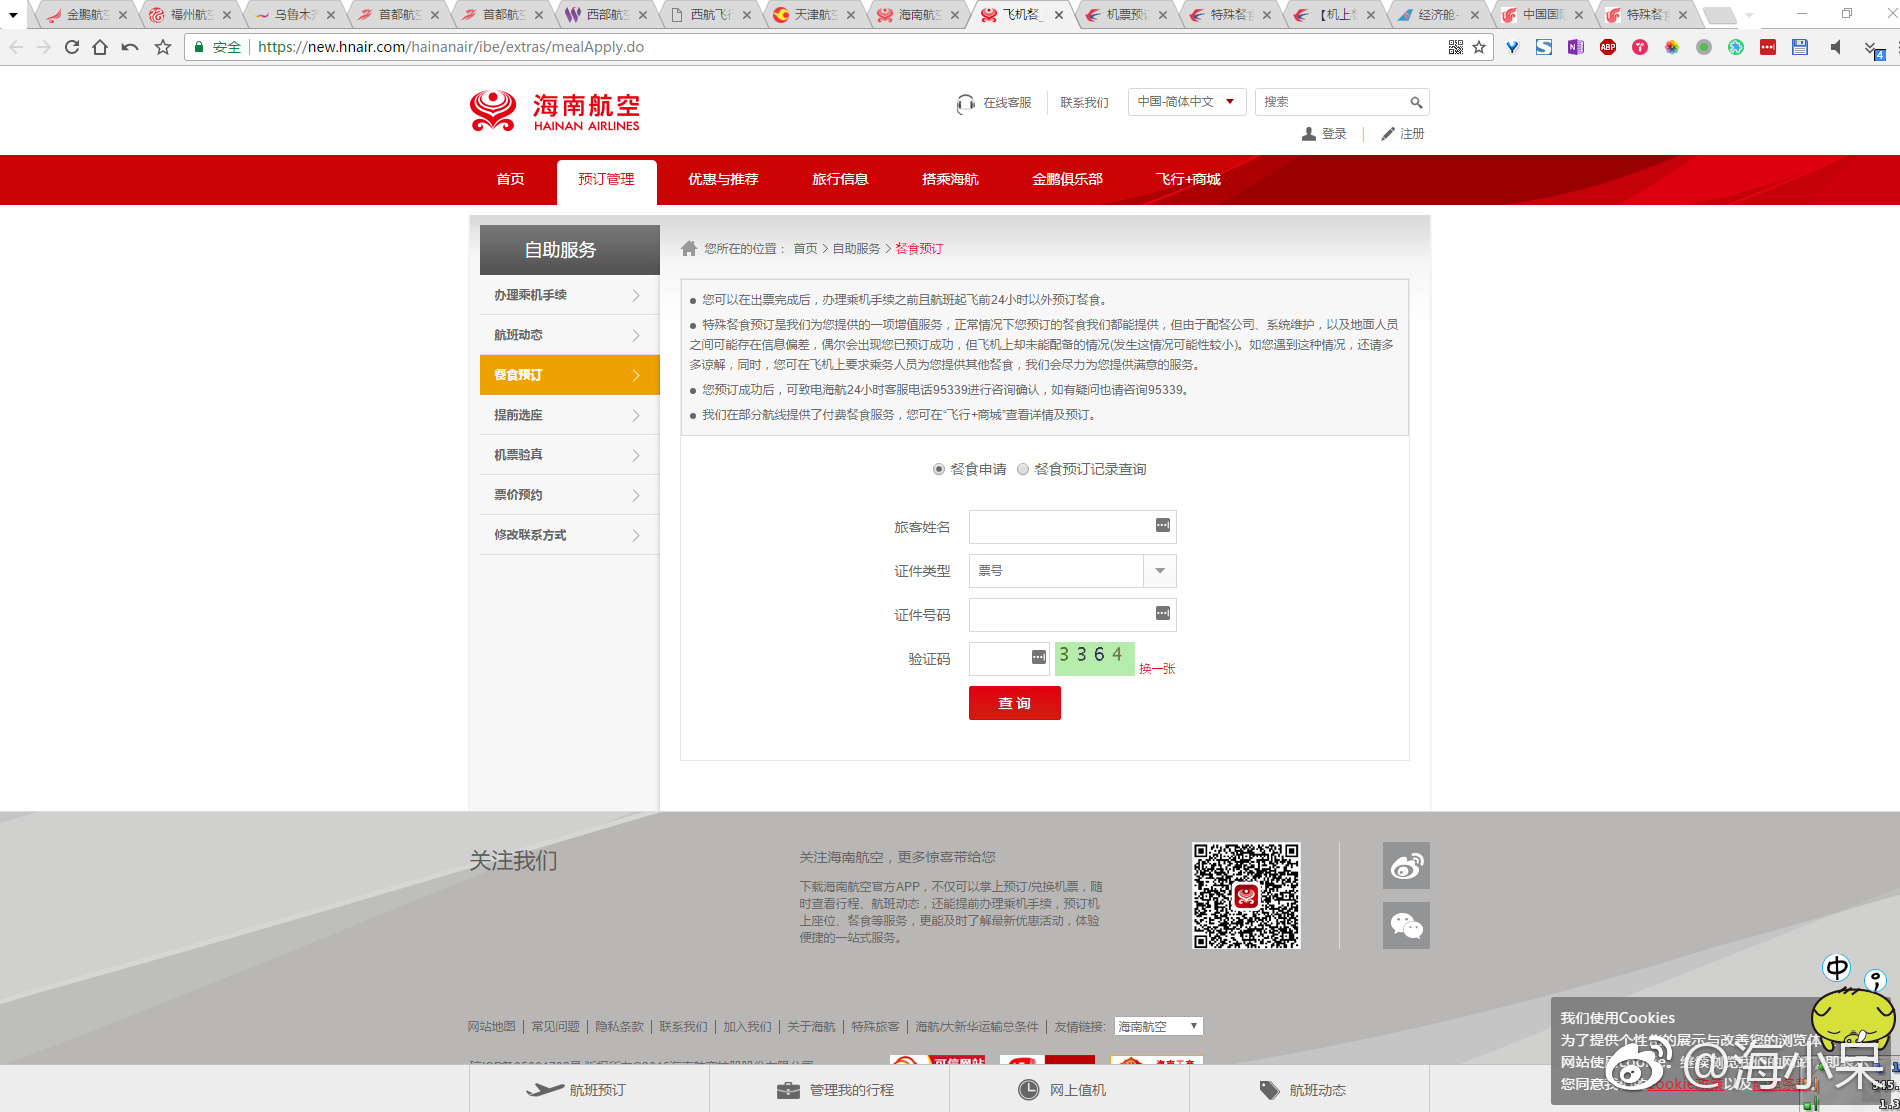 金鹏航空
福州航空
乌鲁木齐
首都航空
首都航空
西部航空
西航飞行
天津航空
海南航空
飞机餐_
机票预订
特殊餐食
【机上餐
经济舱-
中国国际
特殊餐食
安全 https://new.hnair.com/hainanair/ibe/extras/mealApply.do
ABP
4
海南航空
HAINAN AIRLINES
在线客服
联系我们
中国-简体中文
搜索
登录
注册
首页
预订管理
优惠与推荐
旅行信息
搭乘海航
金鹏俱乐部
飞行+商城
自助服务
办理乘机手续
航班动态
餐食预订
提前选座
机票验真
票价预约
修改联系方式
您所在的位置： 首页 > 自助服务 > 餐食预订
● 您可以在出票完成后，办理乘机手续之前且航班起飞前24小时以外预订餐食。
● 特殊餐食预订是我们为您提供的一项增值服务，正常情况下您预订的餐食我们都能提供，但由于配餐公司、系统维护，以及地面人员
之间可能存在信息偏差，偶尔会出现您已预订成功，但飞机上却未能配备的情况(发生这情况可能性较小)。如您遇到这种情况，还请多
多谅解，同时，您可在飞机上要求乘务人员为您提供其他餐食，我们会尽力为您提供满意的服务。
● 您预订成功后，可致电海航24小时客服电话95339进行咨询确认，如有疑问也请咨询95339。
● 我们在部分航线提供了付费餐食服务，您可在“飞行+商城”查看详情及预订。
餐食申请 餐食预订记录查询
旅客姓名
证件类型 票号
证件号码
验证码 3364 换一张
查 询
关注我们
关注海南航空，更多惊喜带给您
下载海南航空官方APP，不仅可以掌上预订/兑换机票，随
时查看行程、航班动态，还能提前办理乘机手续，预订机
上座位、餐食等服务，更能及时了解最新优惠活动，体验
便捷的一站式服务。
网站地图 | 常见问题 | 隐私条款 | 联系我们 | 加入我们 | 关于海航 | 特殊旅客 | 海航/大新华运输总条件 | 友情链接: 海南航空
航班预订
管理我的行程
网上值机
航班动态
中
我们使用Cookies
为了提供个性化的展示与改善您的浏览体
@海小呆